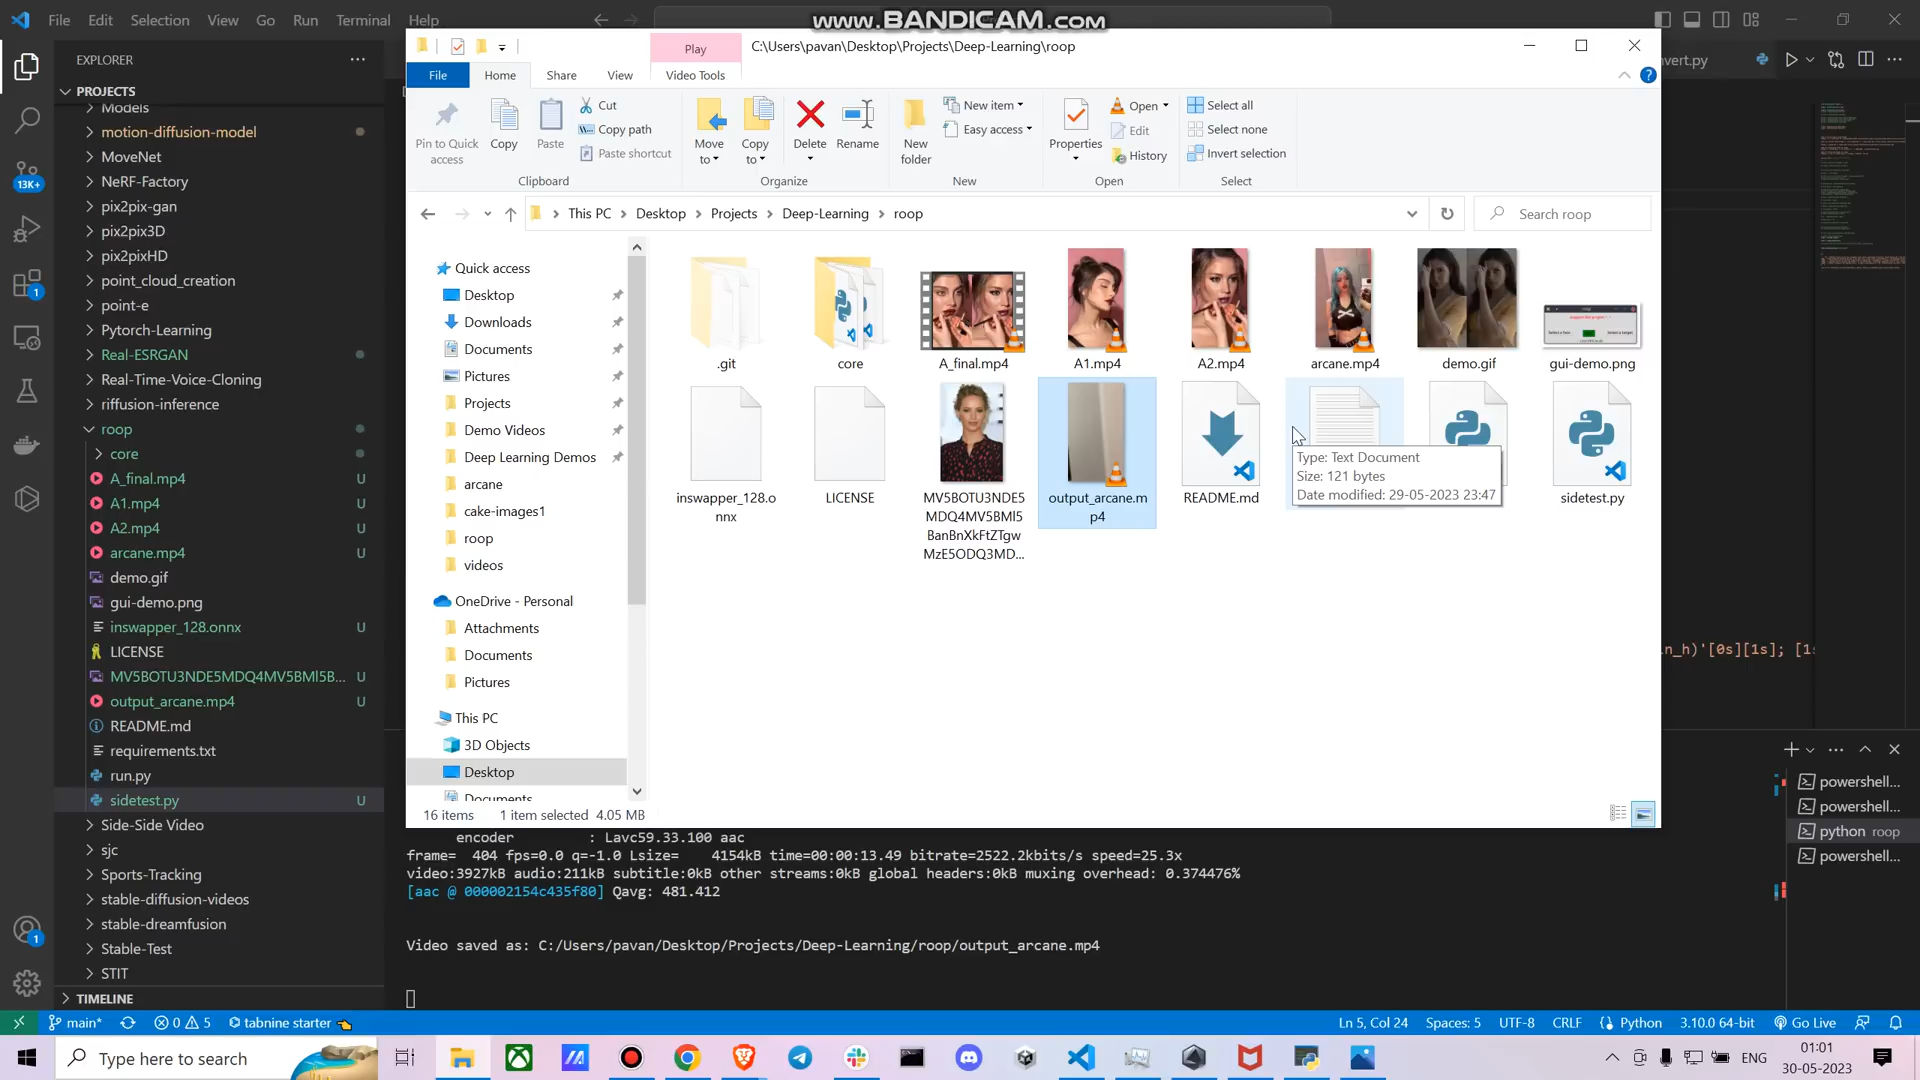 File Edit Selection View Go Run Terminal Help
www.BANDICAM.com
EXPLORER
PROJECTS
Models
motion-diffusion-model
MoveNet
NeRF-Factory
pix2pix-gan
pix2pix3D
pix2pixHD
point_cloud_creation
point-e
Pytorch-Learning
Real-ESRGAN
Real-Time-Voice-Cloning
riffusion-inference
roop
core
A_final.mp4 U
A1.mp4 U
A2.mp4 U
arcane.mp4 U
demo.gif
gui-demo.png
inswapper_128.onnx U
LICENSE
MV5BOTU3NDE5MDQ4MV5BMl5B... U
output_arcane.mp4 U
README.md
requirements.txt
run.py
sidetest.py U
Side-Side Video
sjc
Sports-Tracking
stable-diffusion-videos
stable-dreamfusion
Stable-Test
STIT
TIMELINE
13K+
1
1
Play
C:\Users\pavan\Desktop\Projects\Deep-Learning\roop
File Home Share View Video Tools
Pin to Quick access
Copy
Paste
Cut
Copy path
Paste shortcut
Clipboard
Move to
Copy to
Delete
Rename
Organize
New folder
New item
Easy access
New
Properties
Open
Edit
History
Open
Select all
Select none
Invert selection
Select
This PC Desktop Projects Deep-Learning roop
Search roop
Quick access
Desktop
Downloads
Documents
Pictures
Projects
Demo Videos
Deep Learning Demos
arcane
cake-images1
roop
videos
OneDrive - Personal
Attachments
Documents
Pictures
This PC
3D Objects
Desktop
Documents
.git
core
A_final.mp4
A1.mp4
A2.mp4
arcane.mp4
demo.gif
gui-demo.png
inswapper_128.o
nnx
LICENSE
MV5BOTU3NDE5
MDQ4MV5BMl5
BanBnXkFtZTgw
MzE5ODQ3MD...
output_arcane.m
p4
README.md
Type: Text Document
Size: 121 bytes
Date modified: 29-05-2023 23:47
sidetest.py
16 items 1 item selected 4.05 MB
nvert.py
n_h)'[0s][1s]; [1s
encoder : Lavc59.33.100 aac
frame= 404 fps=0.0 q=-1.0 Lsize= 4154kB time=00:00:13.49 bitrate=2522.2kbits/s speed=25.3x
video:3927kB audio:211kB subtitle:0kB other streams:0kB global headers:0kB muxing overhead: 0.374476%
[aac @ 000002154c435f80] Qavg: 481.412
Video saved as: C:/Users/pavan/Desktop/Projects/Deep-Learning/roop/output_arcane.mp4
powershell...
powershell...
python roop
powershell...
main* 0 5 tabnine starter
Ln 5, Col 24 Spaces: 5 UTF-8 CRLF Python 3.10.0 64-bit Go Live
Type here to search
ENG
01:01
30-05-2023